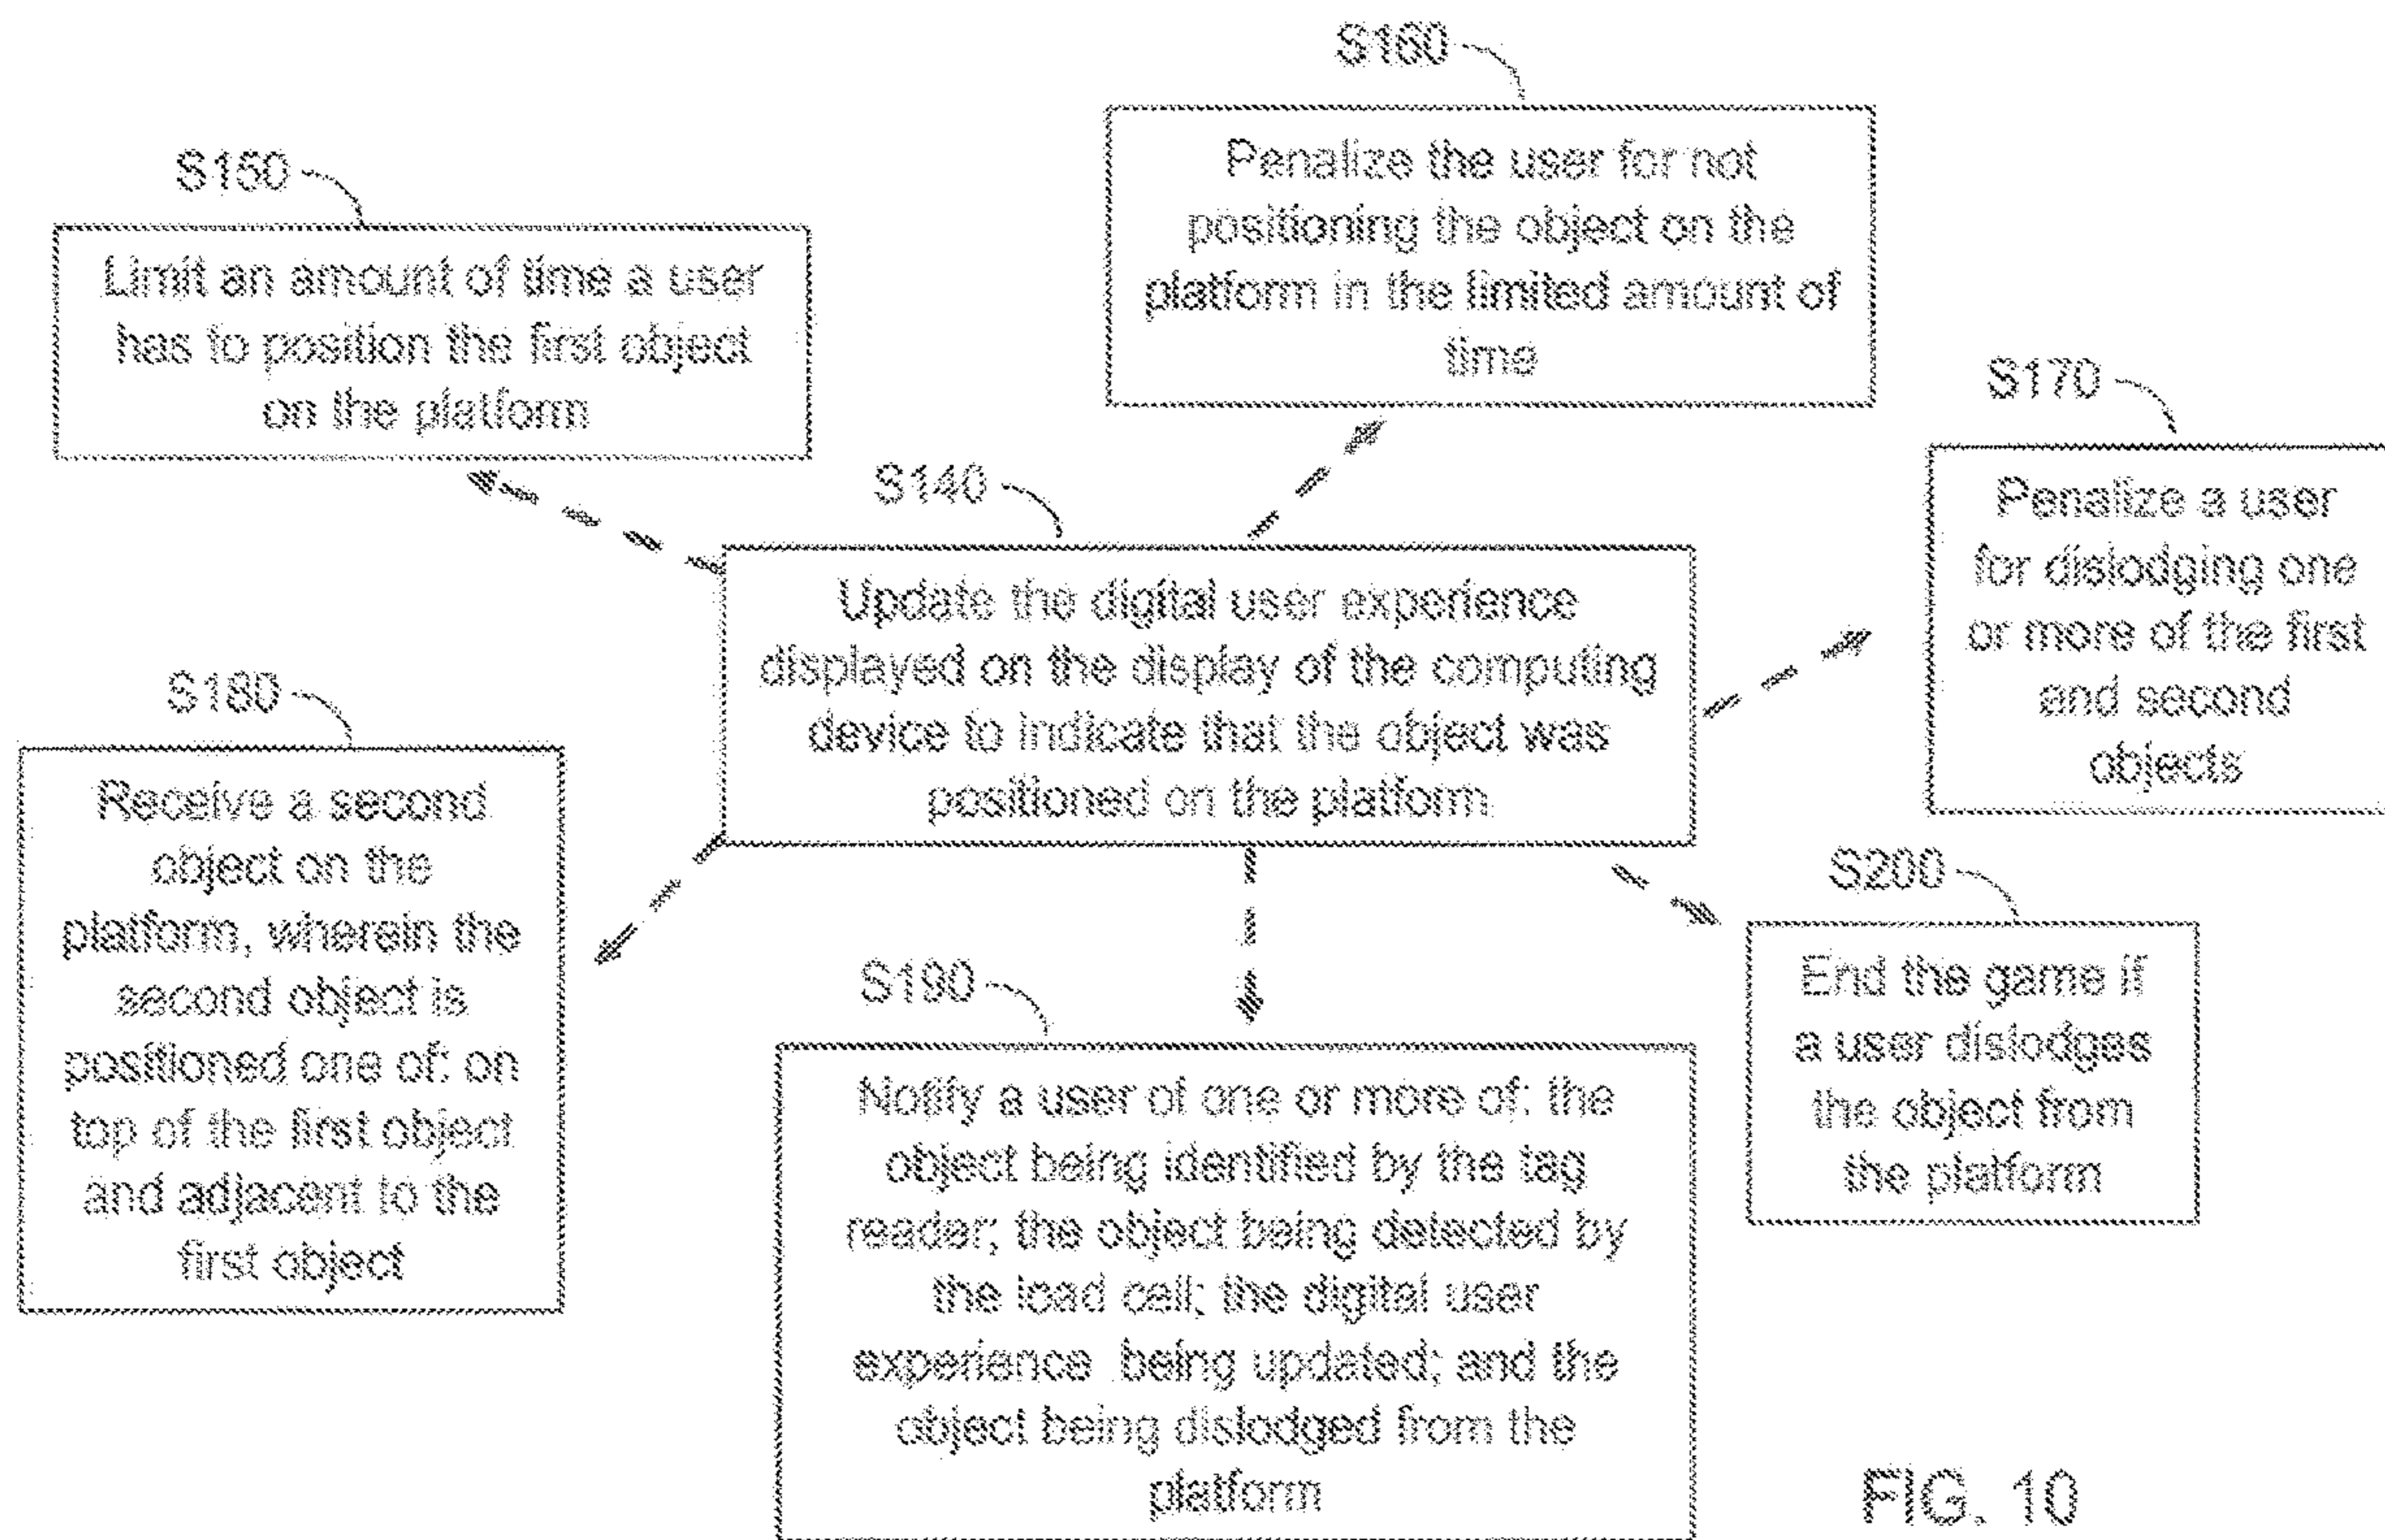 S160
Penalize the user for not
positioning the object on the
platform in the limited amount of
time
S150
Limit an amount of time a user
has to position the first object
on the platform
S170
Penalize a user
for dislodging one
or more of the first
and second
objects
S140
Update the digital user experience
displayed on the display of the computing
device to indicate that the object was
positioned on the platform
S180
Receive a second
object on the
platform, wherein the
second object is
positioned one of: on
top of the first object
and adjacent to the
first object
S200
End the game if
a user dislodges
the object from
the platform
S190
Notify a user of one or more of: the
object being identified by the tag
reader; the object being detected by
the load cell; the digital user
experience being updated; and the
object being dislodged from the
platform
FIG. 10